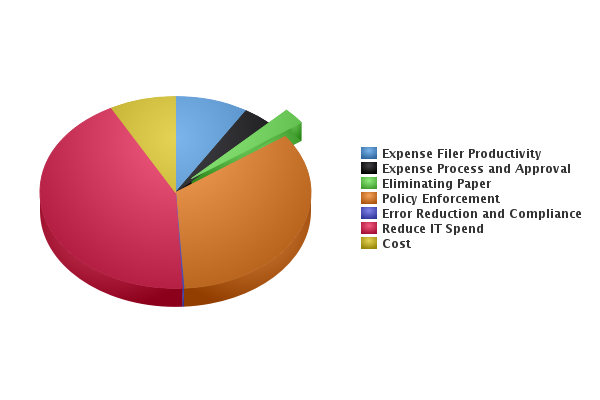 Expense Filer Productivity
Expense Process and Approval
Eliminating Paper
Policy Enforcement
Error Reduction and Compliance
Reduce IT Spend
Cost